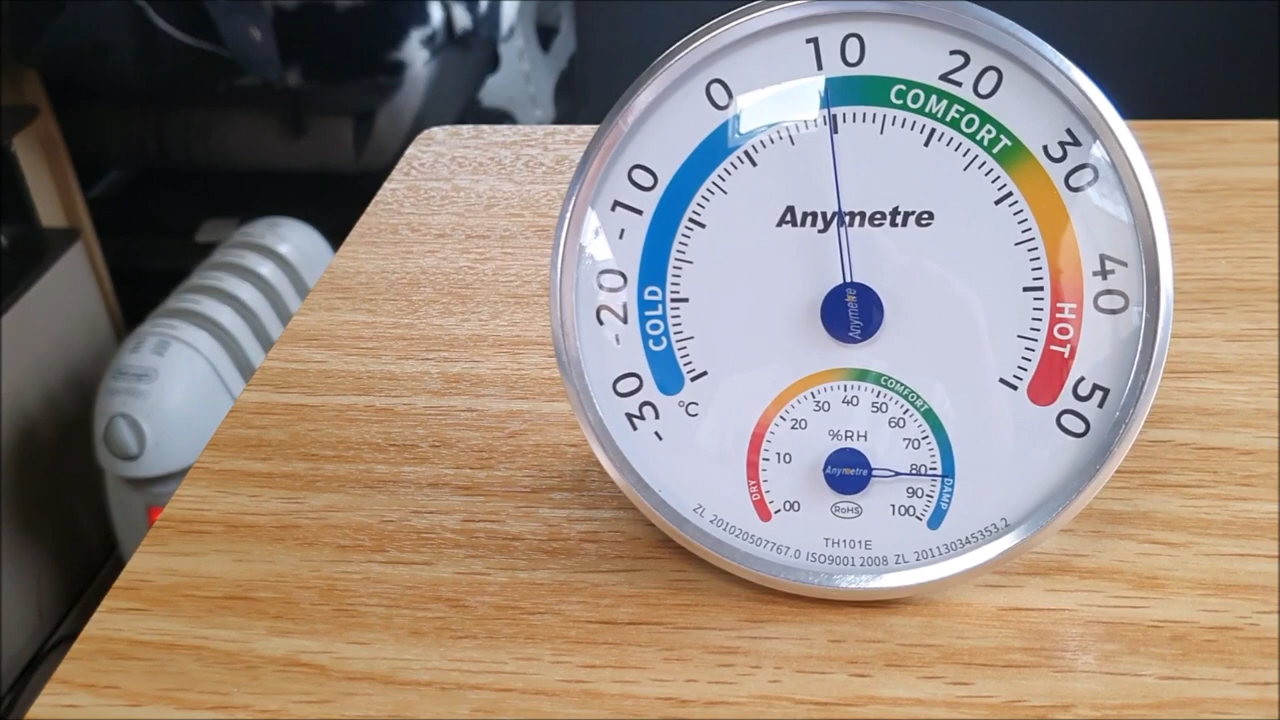 -30 -20 -10 0 10 20 30 40 50
COLD COMFORT HOT
Anymetre
Anymetre
°C
00 10 20 30 40 50 60 70 80 90 100
DRY COMFORT DAMP
%RH
Anymetre
RoHS
TH101E
ZL 201020507767.0 ISO9001 2008 ZL 201130345353.2